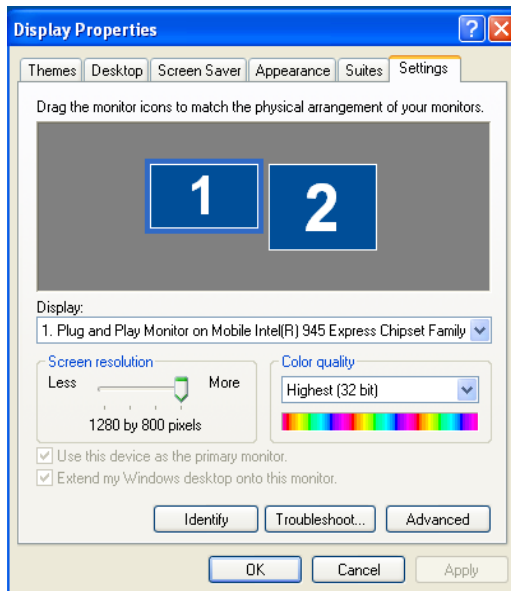 Display Properties
Themes Desktop Screen Saver Appearance Suites Settings
Drag the monitor icons to match the physical arrangement of your monitors.
1 2
Display:
1. Plug and Play Monitor on Mobile Intel(R) 945 Express Chipset Family
Screen resolution
Less More
1280 by 800 pixels
Color quality
Highest (32 bit)
Use this device as the primary monitor.
Extend my Windows desktop onto this monitor.
Identify Troubleshoot... Advanced
OK Cancel Apply